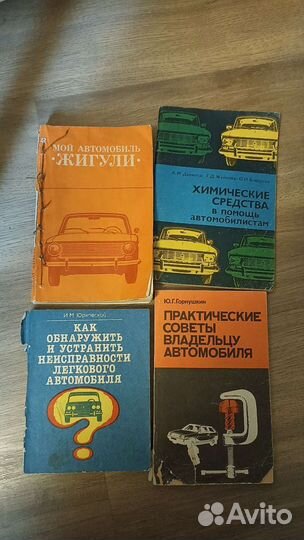 МОЙ АВТОМОБИЛЬ
·ЖИГУЛИ·
ХИМИЧЕСКИЕ
СРЕДСТВА
в помощь
автомобилистам
И.М. Юрковский
КАК
ОБНАРУЖИТЬ
И УСТРАНИТЬ
НЕИСПРАВНОСТИ
ЛЕГКОВОГО
АВТОМОБИЛЯ
?
Ю.Г. Горнушкин
ПРАКТИЧЕСКИЕ
СОВЕТЫ
ВЛАДЕЛЬЦУ
АВТОМОБИЛЯ
Avito